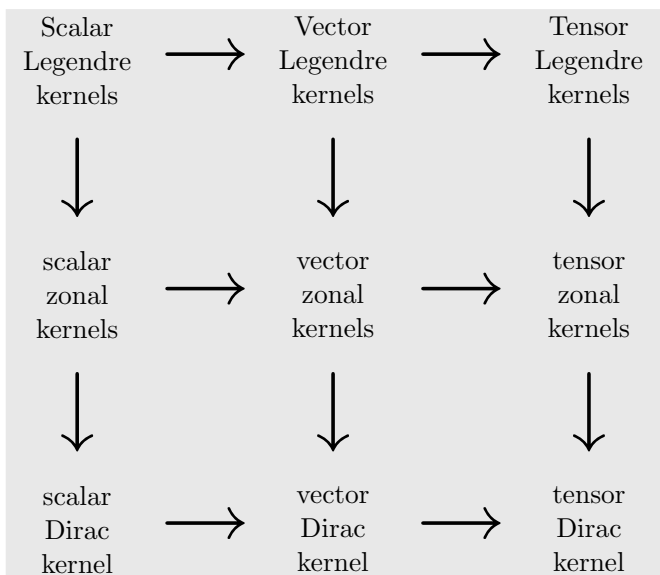 Scalar
Legendre
kernels
Vector
Legendre
kernels
Tensor
Legendre
kernels
scalar
zonal
kernels
vector
zonal
kernels
tensor
zonal
kernels
scalar
Dirac
kernel
vector
Dirac
kernel
tensor
Dirac
kernel